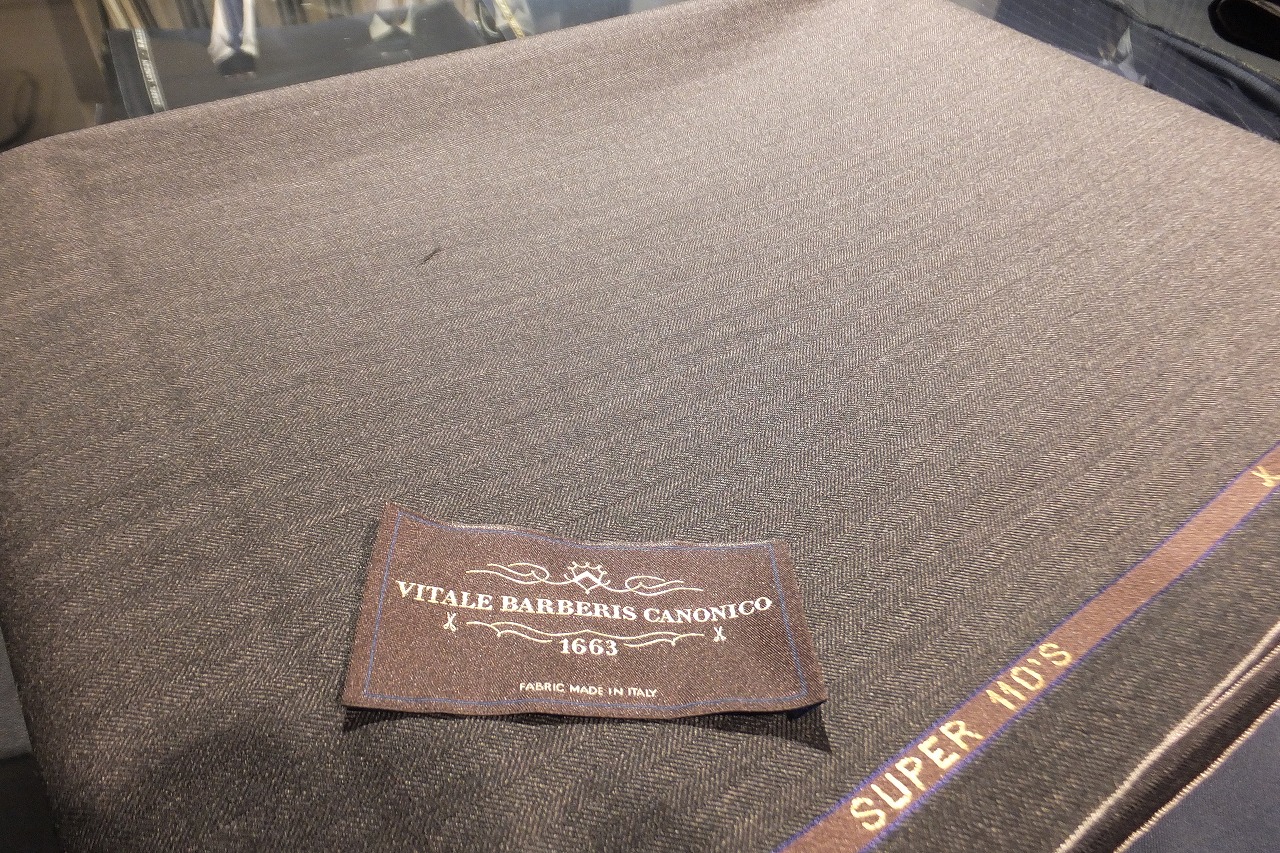 VITALE BARBERIS CANONICO
1663
FABRIC MADE IN ITALY
SUPER 110'S